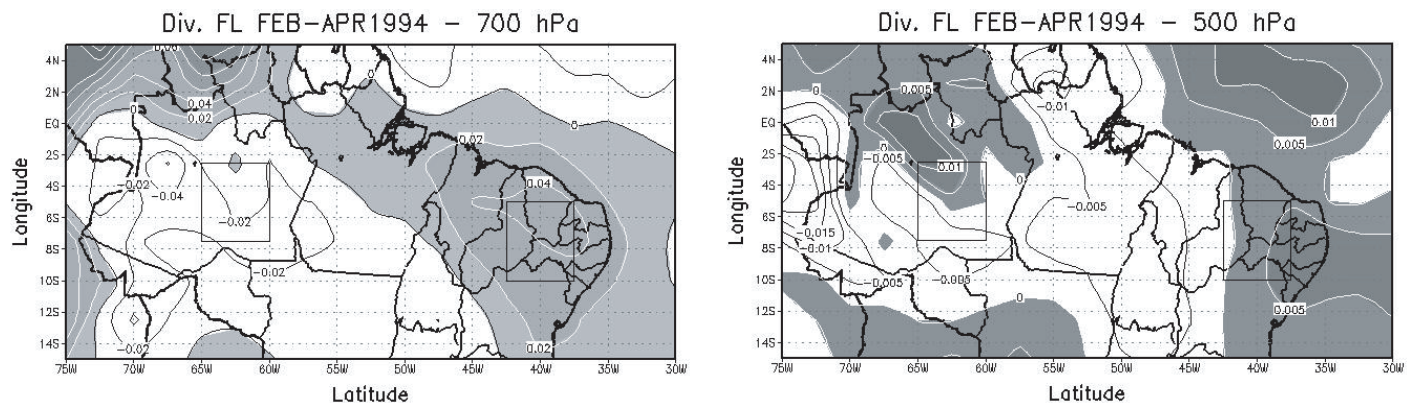 Div. FL FEB-APR1994 - 700 hPa
4N
2N
EQ
2S
4S
6S
8S
10S
12S
14S
Longitude
75W
70W
65W
60W
55W
50W
45W
40W
35W
30W
Latitude
0.04
0.02
0
0
0
0.02
0.04
-0.02
-0.04
-0.02
-0.02
-0.02
0.02
Div. FL FEB-APR1994 - 500 hPa
4N
2N
EQ
2S
4S
6S
8S
10S
12S
14S
Longitude
75W
70W
65W
60W
55W
50W
45W
40W
35W
30W
Latitude
0
0.005
-0.01
0.01
0.005
0
-0.005
0.01
0
-0.005
-0.015
-0.01
-0.005
-0.005
0
0.005